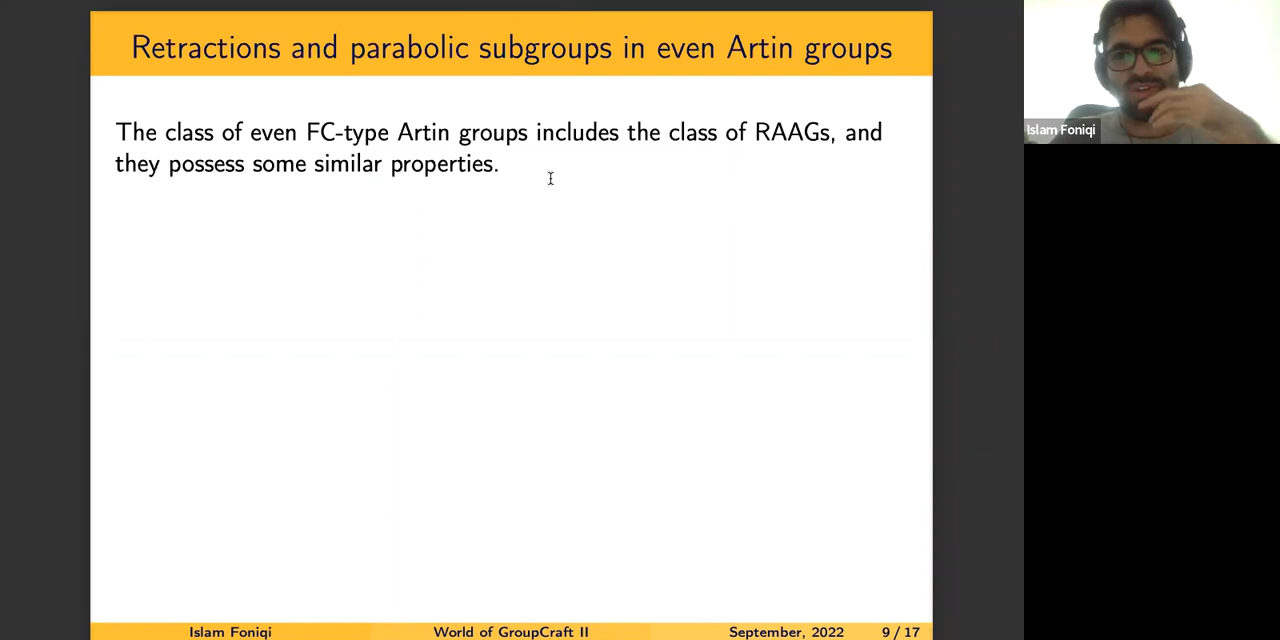 Retractions and parabolic subgroups in even Artin groups
Islam Foniqi
The class of even FC-type Artin groups includes the class of RAAGs, and
they possess some similar properties.
Islam Foniqi World of GroupCraft II September, 2022 9 / 17